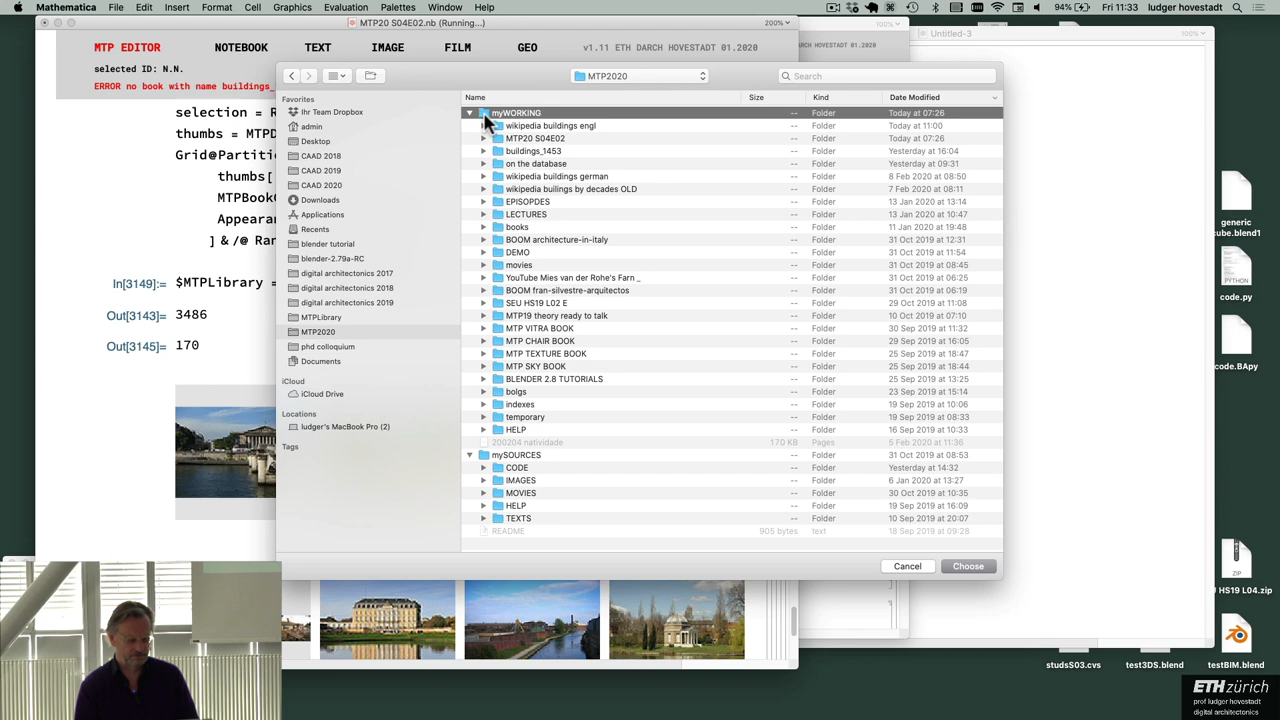 Mathematica File Edit Insert Format Cell Graphics Evaluation Palettes Window Help 94% Fri 11:33 ludger hovestadt
MTP20 S04E02.nb (Running...) 200%
100%
Untitled-3 100%
MTP EDITOR NOTEBOOK TEXT IMAGE FILM GEO v1.11 ETH DARCH HOVESTADT 01.2020
DARCH HOVESTADT 01.2020
selected ID: N.N.
ERROR no book with name buildings_
selection = R
thumbs = MTPD
Grid@Partiti
thumbs[
MTPBook
Appearan
] & /@ Ran
In[3149]:= $MTPLibrary
Out[3143]= 3486
Out[3145]= 170
MTP2020
Search
Favorites
Ihr Team Dropbox
admin
Desktop
CAAD 2018
CAAD 2019
CAAD 2020
Downloads
Applications
Recents
blender tutorial
blender-2.79a-RC
digital architectonics 2017
digital architectonics 2018
digital architectonics 2019
MTPLibrary
MTP2020
phd colloquium
Documents
iCloud
iCloud Drive
Locations
ludger's MacBook Pro (2)
Tags
Name Size Kind Date Modified
myWORKING -- Folder Today at 07:26
wikipedia buildings engl -- Folder Today at 11:00
MTP20 S04E02 -- Folder Today at 07:26
buildings_1453 -- Folder Yesterday at 16:04
on the database -- Folder Yesterday at 09:31
wikipedia buildings german -- Folder 8 Feb 2020 at 08:51
wikipedia builings by decades OLD -- Folder 7 Feb 2020 at 08:11
EPISOPDES -- Folder 13 Jan 2020 at 13:14
LECTURES -- Folder 13 Jan 2020 at 10:47
books -- Folder 11 Jan 2020 at 19:48
BOOM architecture-in-italy -- Folder 31 Oct 2019 at 12:31
DEMO -- Folder 31 Oct 2019 at 11:54
movies -- Folder 31 Oct 2019 at 08:45
YouTube Mies van der Rohe's Farn _ -- Folder 31 Oct 2019 at 06:25
BOOM fran-silvestre-arquitectos -- Folder 31 Oct 2019 at 06:19
SEU HS19 L02 E -- Folder 29 Oct 2019 at 11:08
MTP19 theory ready to talk -- Folder 10 Oct 2019 at 07:10
MTP VITRA BOOK -- Folder 30 Sep 2019 at 11:32
MTP CHAIR BOOK -- Folder 29 Sep 2019 at 16:05
MTP TEXTURE BOOK -- Folder 25 Sep 2019 at 18:47
MTP SKY BOOK -- Folder 25 Sep 2019 at 18:44
BLENDER 2.8 TUTORIALS -- Folder 25 Sep 2019 at 13:25
bolgs -- Folder 23 Sep 2019 at 15:14
indexes -- Folder 19 Sep 2019 at 10:06
temporary -- Folder 19 Sep 2019 at 08:33
HELP -- Folder 16 Sep 2019 at 10:33
200204 natividade 170 KB Pages 5 Feb 2020 at 11:36
mySOURCES -- Folder 31 Oct 2019 at 08:53
CODE -- Folder Yesterday at 14:32
IMAGES -- Folder 6 Jan 2020 at 13:27
MOVIES -- Folder 30 Oct 2019 at 10:35
HELP -- Folder 19 Sep 2019 at 16:09
TEXTS -- Folder 10 Sep 2019 at 20:07
README 905 bytes text 18 Sep 2019 at 09:28
Cancel Choose
generic
cube.blend1
PYTHON
code.py
code.BApy
ZIP
U HS19 L04.zip
studsS03.cvs test3DS.blend testBIM.blend
ETHzürich
prof ludger hovestadt
digital architectonics